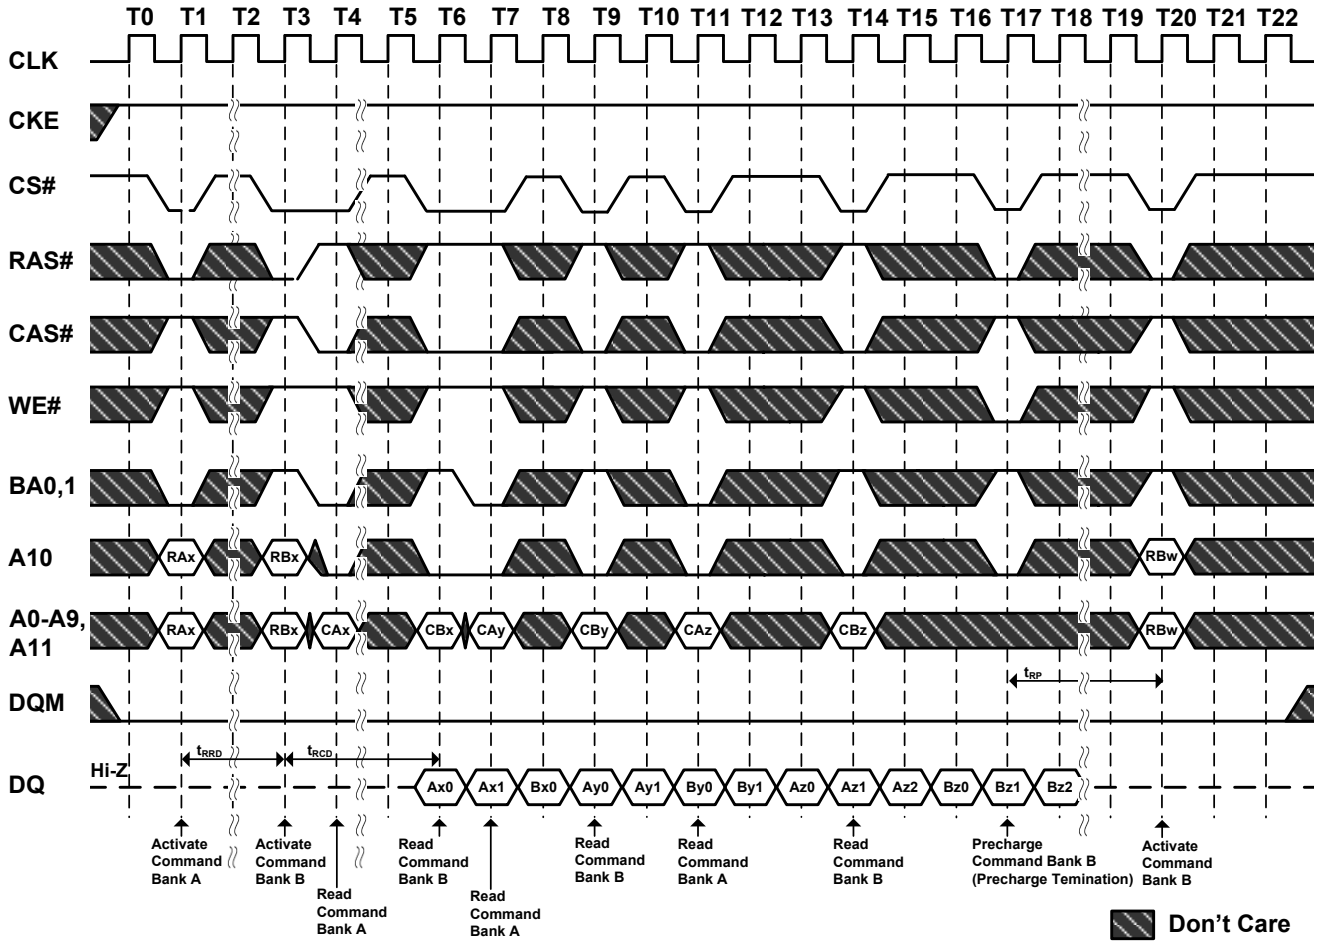 T0 T1 T2 T3 T4 T5 T6 T7 T8 T9 T10 T11 T12 T13 T14 T15 T16 T17 T18 T19 T20 T21 T22
CLK
CKE
CS#
RAS#
CAS#
WE#
BA0,1
A10
RAx RBx RBw
A0-A9,
A11
RAx RBx CAx CBx CAy CBy CAz CBz RBw
tRP
DQM
tRRD tRCD
Hi-Z
DQ
Ax0 Ax1 Bx0 Ay0 Ay1 By0 By1 Az0 Az1 Az2 Bz0 Bz1 Bz2
Activate
Command
Bank A
Activate
Command
Bank B
Read
Command
Bank A
Read
Command
Bank B
Read
Command
Bank A
Read
Command
Bank B
Read
Command
Bank A
Read
Command
Bank B
Precharge
Command Bank B
(Precharge Temination)
Activate
Command
Bank B
Don't Care